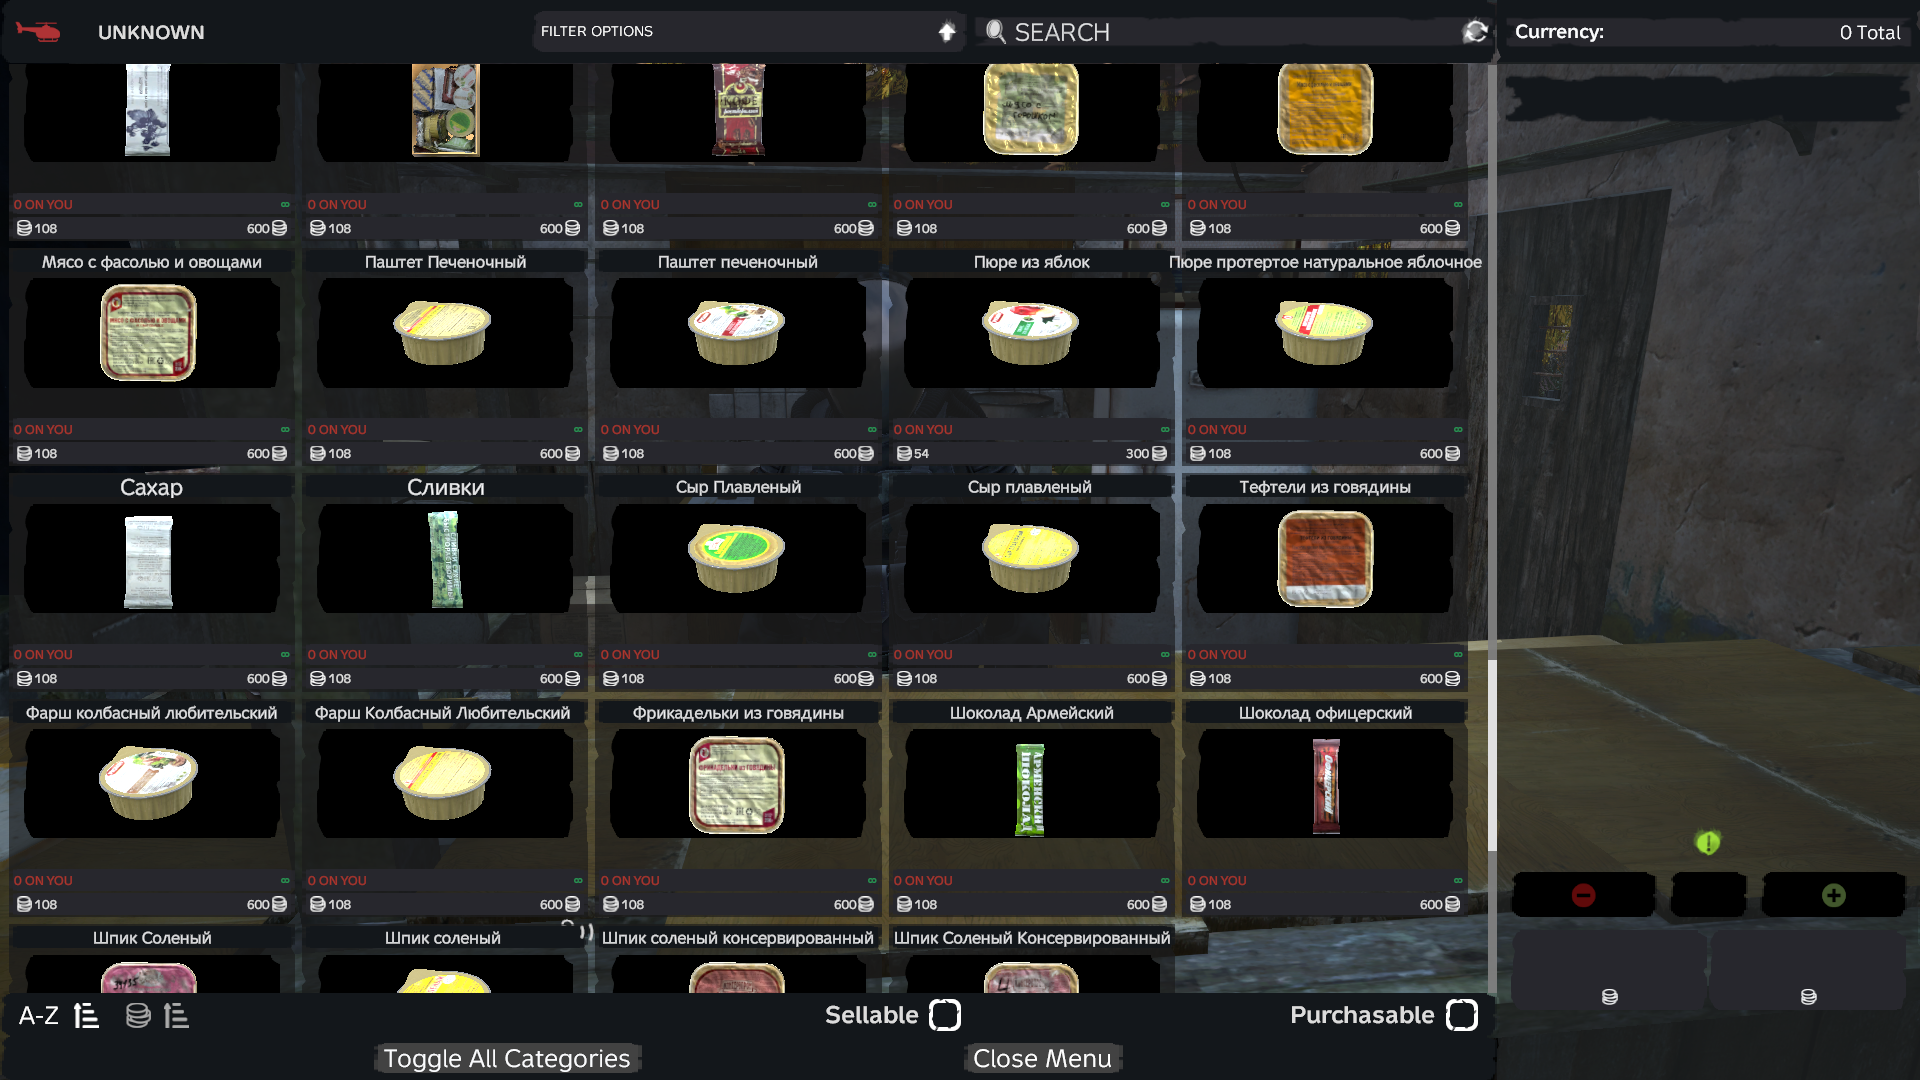 UNKNOWN
FILTER OPTIONS
SEARCH
Currency:
0 Total
КОФЕ
МЯСО С
ГОРОШКОМ
0 ON YOU ∞
0 ON YOU ∞
0 ON YOU ∞
0 ON YOU ∞
0 ON YOU ∞
108 600
108 600
108 600
108 600
108 600
Мясо с фасолью и овощами
Паштет Печеночный
Паштет печеночный
Пюре из яблок
Пюре протертое натуральное яблочное
0 ON YOU ∞
0 ON YOU ∞
0 ON YOU ∞
0 ON YOU ∞
0 ON YOU ∞
108 600
108 600
108 600
54 300
108 600
Сахар
Сливки
Сыр Плавленый
Сыр плавленый
Тефтели из говядины
0 ON YOU ∞
0 ON YOU ∞
0 ON YOU ∞
0 ON YOU ∞
0 ON YOU ∞
108 600
108 600
108 600
108 600
108 600
Фарш колбасный любительский
Фарш Колбасный Любительский
Фрикадельки из говядины
Шоколад Армейский
Шоколад офицерский
ФРИКАДЕЛЬКИ ИЗ ГОВЯДИНЫ
АРМЕЙСКИЙ
ШОКОЛАД
0 ON YOU ∞
0 ON YOU ∞
0 ON YOU ∞
0 ON YOU ∞
0 ON YOU ∞
108 600
108 600
108 600
108 600
108 600
Шпик Соленый
Шпик соленый
Шпик соленый консервированный
Шпик Соленый Консервированный
A-Z
Sellable
Purchasable
Toggle All Categories
Close Menu